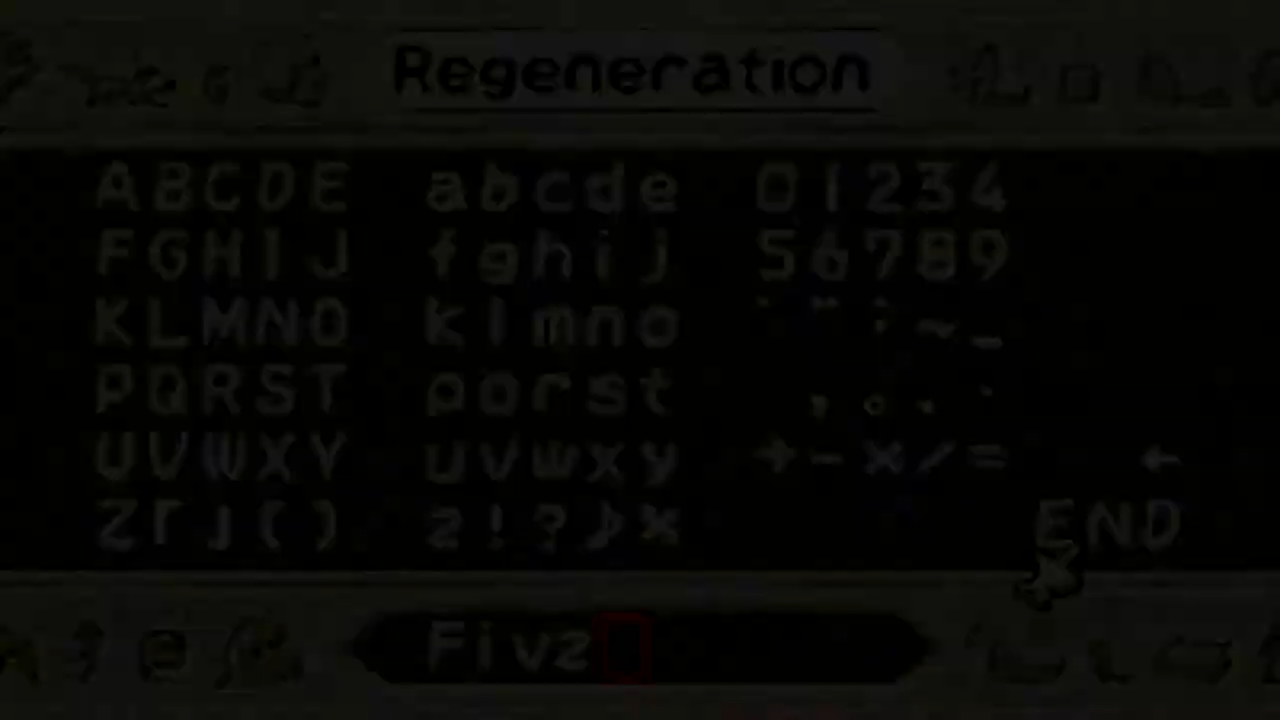 Regeneration
ABCDE abcde 01234
FGHIJ fghij 56789
KLMNO klmno ~_
PQRST pqrst
UVWXY uvwxy +-×/= ←
Z「」() z!?♪% END
Fivz